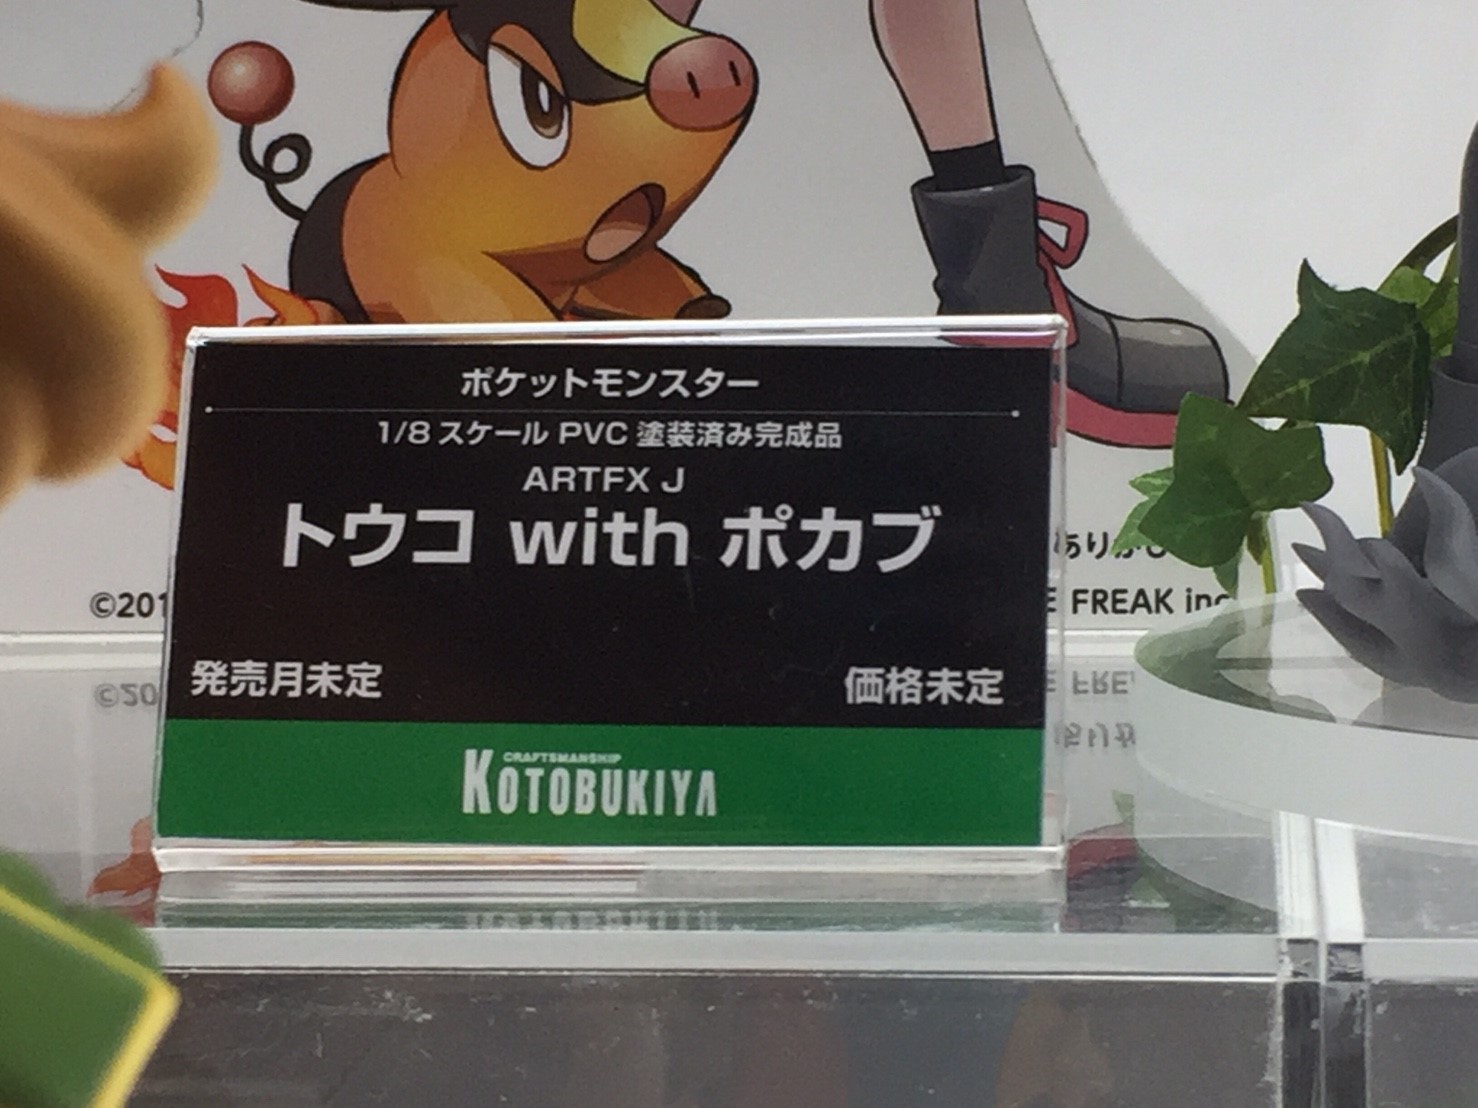 ポケットモンスター
1/8 スケール PVC 塗装済み完成品
ARTFX J
トウコ with ポカブ
発売月未定
価格未定
CRAFTSMANSHIP
KOTOBUKIYA
©201
FREAK inc